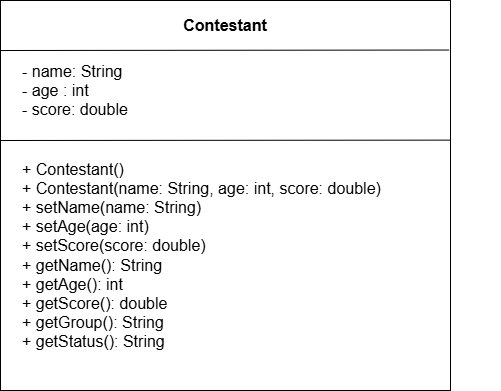 Contestant
- name: String
- age : int
- score: double
+ Contestant()
+ Contestant(name: String, age: int, score: double)
+ setName(name: String)
+ setAge(age: int)
+ setScore(score: double)
+ getName(): String
+ getAge(): int
+ getScore(): double
+ getGroup(): String
+ getStatus(): String